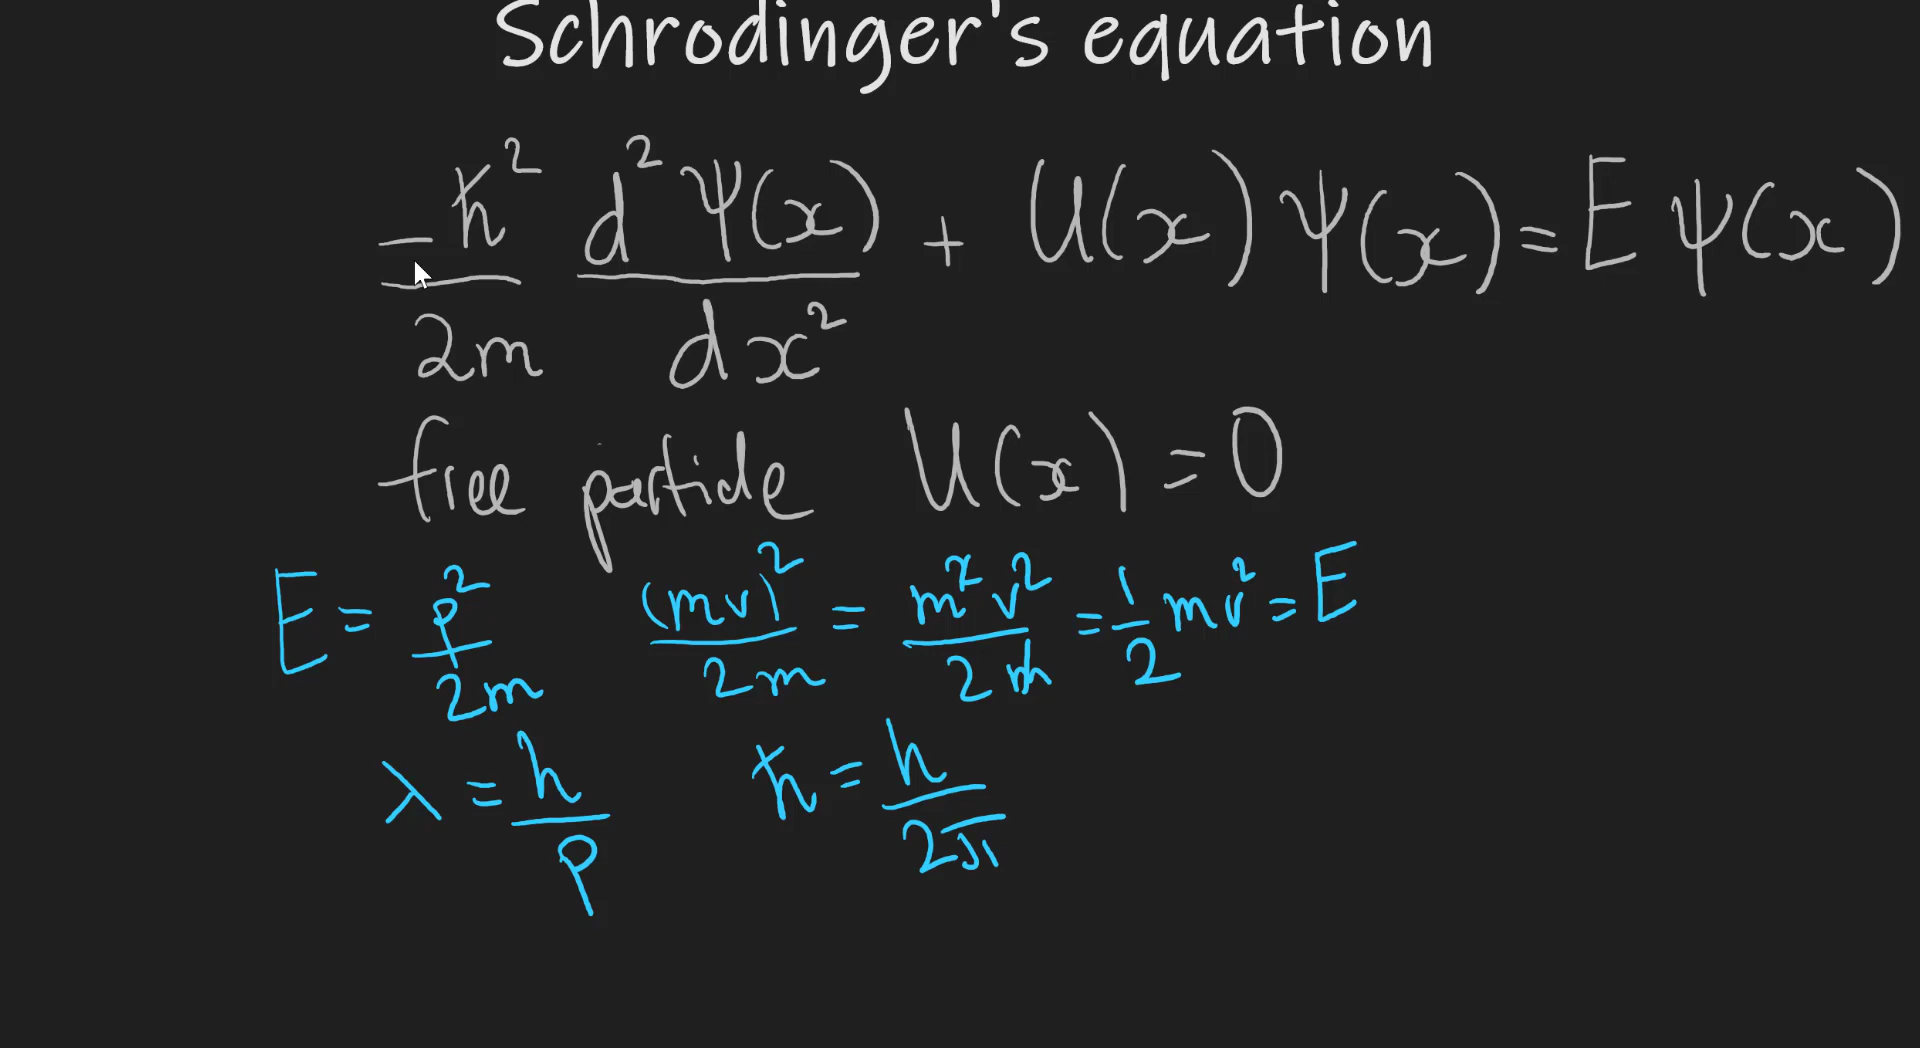 Schrodinger's equation
-ħ²/2m d²Ψ(x)/dx² + U(x)Ψ(x) = EΨ(x)
free particle U(x) = 0
E = p²/2m (mv)²/2m = m²v²/2m = 1/2 mv² = E
λ = h/p ħ = h/2π